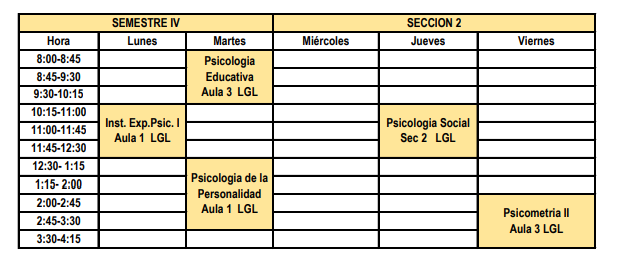 SEMESTRE IV SECCION 2
Hora Lunes Martes Miércoles Jueves Viernes
8:00-8:45 Psicologia
8:45-9:30 Educativa
9:30-10:15 Aula 3 LGL
10:15-11:00
11:00-11:45 Inst. Exp.Psic. I Psicologia Social
11:45-12:30 Aula 1 LGL Sec 2 LGL
12:30- 1:15
1:15- 2:00 Psicologia de la
2:00-2:45 Personalidad Psicometria II
2:45-3:30 Aula 1 LGL Aula 3 LGL
3:30-4:15